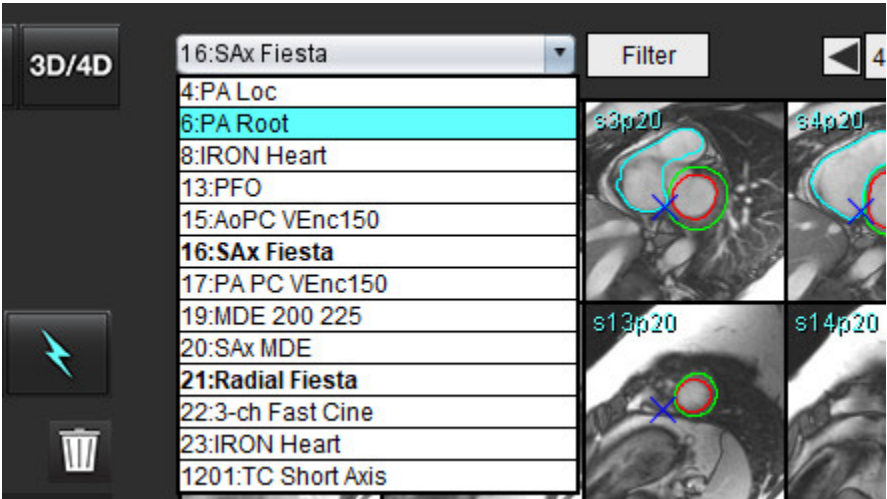 3D/4D
16:SAx Fiesta
Filter
4
4:PA Loc
6:PA Root
8:IRON Heart
13:PFO
15:AoPC VEnc150
16:SAx Fiesta
17:PA PC VEnc150
19:MDE 200 225
20:SAx MDE
21:Radial Fiesta
22:3-ch Fast Cine
23:IRON Heart
1201:TC Short Axis
s3p20
s4p20
s13p20
s14p20